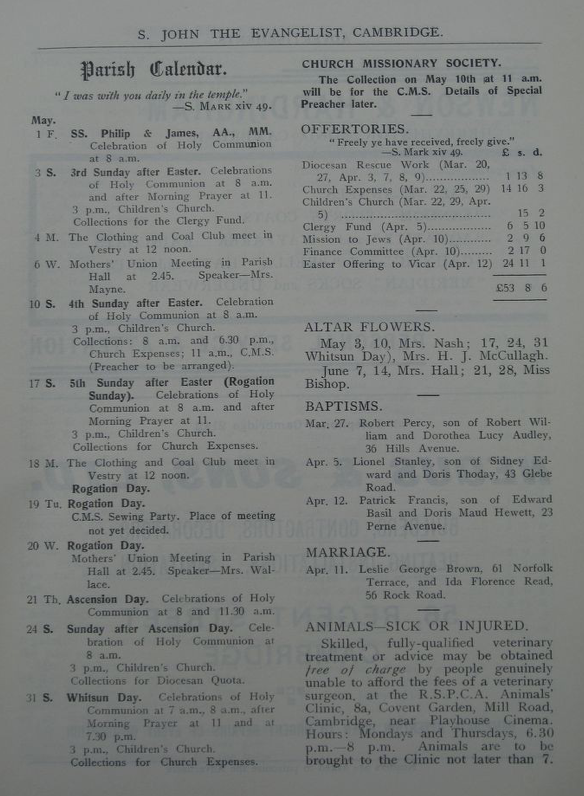 S. JOHN THE EVANGELIST, CAMBRIDGE.
Parish Calendar.
"I was with you daily in the temple."
—S. MARK xiv 49.
May.
1 F. SS. Philip & James, AA., MM.
Celebration of Holy Communion
at 8 a.m.
3 S. 3rd Sunday after Easter. Celebrations
of Holy Communion at 8 a.m.
and after Morning Prayer at 11.
3 p.m., Children's Church.
Collections for the Clergy Fund.
4 M. The Clothing and Coal Club meet in
Vestry at 12 noon.
6 W. Mothers' Union Meeting in Parish
Hall at 2.45. Speaker—Mrs.
Mayne.
10 S. 4th Sunday after Easter. Celebration
of Holy Communion at 8 a.m.
3 p.m., Children's Church.
Collections: 8 a.m. and 6.30 p.m.,
Church Expenses; 11 a.m., C.M.S.
(Preacher to be arranged).
17 S. 5th Sunday after Easter (Rogation
Sunday). Celebrations of Holy
Communion at 8 a.m. and after
Morning Prayer at 11.
3 p.m., Children's Church.
Collections for Church Expenses.
18 M. The Clothing and Coal Club meet in
Vestry at 12 noon.
Rogation Day.
19 Tu. Rogation Day.
C.M.S. Sewing Party. Place of meeting
not yet decided.
20 W. Rogation Day.
Mothers' Union Meeting in Parish
Hall at 2.45. Speaker—Mrs. Wal-
lace.
21 Th. Ascension Day. Celebrations of Holy
Communion at 8 and 11.30 a.m.
24 S. Sunday after Ascension Day. Cele-
bration of Holy Communion at
8 a.m.
3 p.m., Children's Church.
Collections for Diocesan Quota.
31 S. Whitsun Day. Celebrations of Holy
Communion at 7 a.m., 8 a.m., after
Morning Prayer at 11 and at
7.30 p.m.
3 p.m., Children's Church.
Collections for Church Expenses.
CHURCH MISSIONARY SOCIETY.
The Collection on May 10th at 11 a.m.
will be for the C.M.S. Details of Special
Preacher later.
OFFERTORIES.
"Freely ye have received, freely give."
—S. Mark xiv 49. £ s. d.
Diocesan Rescue Work (Mar. 20,
27, Apr. 3, 7, 8, 9).................. 1 13 8
Church Expenses (Mar. 22, 25, 29) 14 16 3
Children's Church (Mar. 22, 29, Apr.
5) .......................................... 15 2
Clergy Fund (Apr. 5)................. 6 5 10
Mission to Jews (Apr. 10)............ 2 9 6
Finance Committee (Apr. 10)......... 2 17 0
Easter Offering to Vicar (Apr. 12) 24 11 1
£53 8 6
ALTAR FLOWERS.
May 3, 10, Mrs. Nash; 17, 24, 31
Whitsun Day), Mrs. H. J. McCullagh.
June 7, 14, Mrs. Hall; 21, 28, Miss
Bishop.
BAPTISMS.
Mar. 27. Robert Percy, son of Robert Wil-
liam and Dorothea Lucy Audley,
36 Hills Avenue.
Apr. 5. Lionel Stanley, son of Sidney Ed-
ward and Doris Thoday, 43 Glebe
Road.
Apr. 12. Patrick Francis, son of Edward
Basil and Doris Maud Hewett, 23
Perne Avenue.
MARRIAGE.
Apr. 11. Leslie George Brown, 61 Norfolk
Terrace, and Ida Florence Read,
56 Rock Road.
ANIMALS—SICK OR INJURED.
Skilled, fully-qualified veterinary
treatment or advice may be obtained
free of charge by people genuinely
unable to afford the fees of a veterinary
surgeon, at the R.S.P.C.A. Animals'
Clinic, 8a, Covent Garden, Mill Road,
Cambridge, near Playhouse Cinema.
Hours: Mondays and Thursdays, 6.30
p.m.—8 p.m. Animals are to be
brought to the Clinic not later than 7.